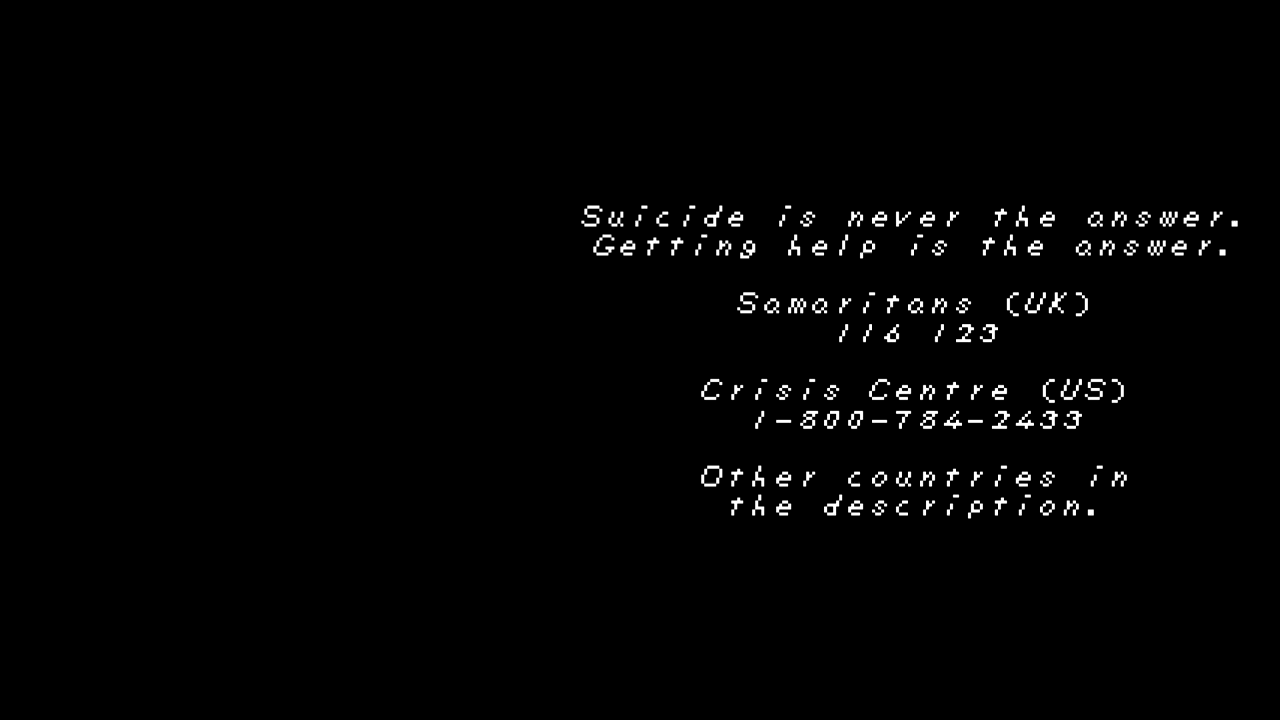 Suicide is never the answer.
Getting help is the answer.
Samaritans (UK)
116 123
Crisis Centre (US)
1-800-784-2433
Other countries in
the description.